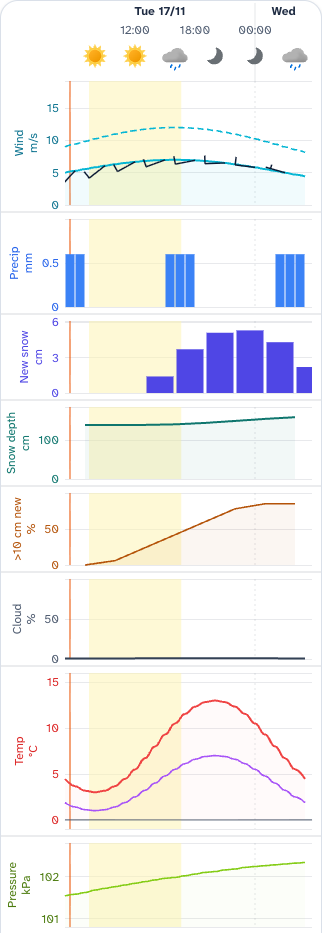 Tue 17/11
Wed
12:00
18:00
00:00
Wind
m/s
15
10
5
0
Precip
mm
0.5
0
New snow
cm
6
3
0
Snow depth
cm
100
0
>10 cm new
%
50
0
Cloud
%
50
0
Temp
°C
15
10
5
0
Pressure
kPa
102
101